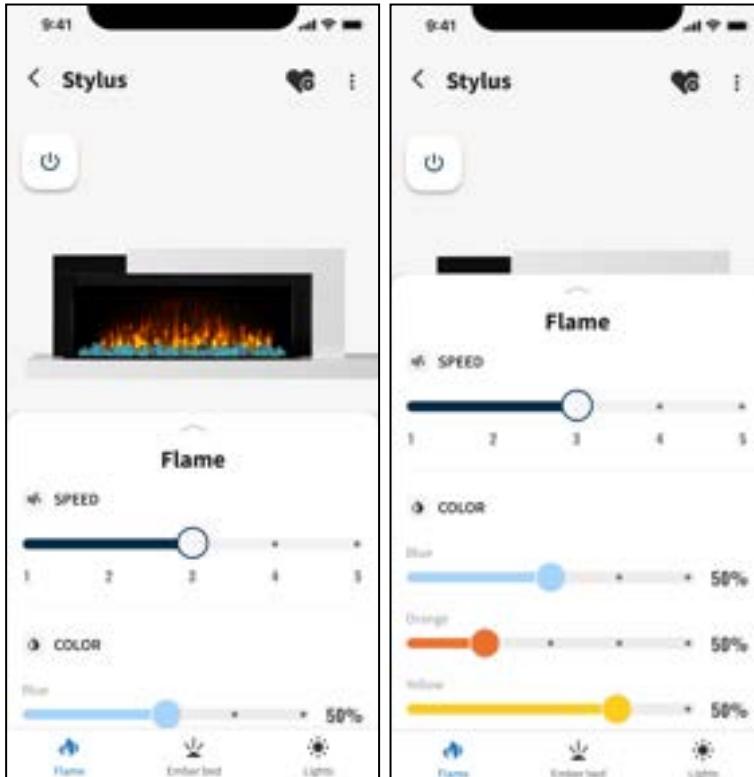 9:41
Stylus
Flame
SPEED
1 2 3 4 5
COLOR
Blue
50%
Flame Ember bed Lights
9:41
Stylus
Flame
SPEED
1 2 3 4 5
COLOR
Blue
50%
Orange
50%
Yellow
50%
Flame Ember bed Lights